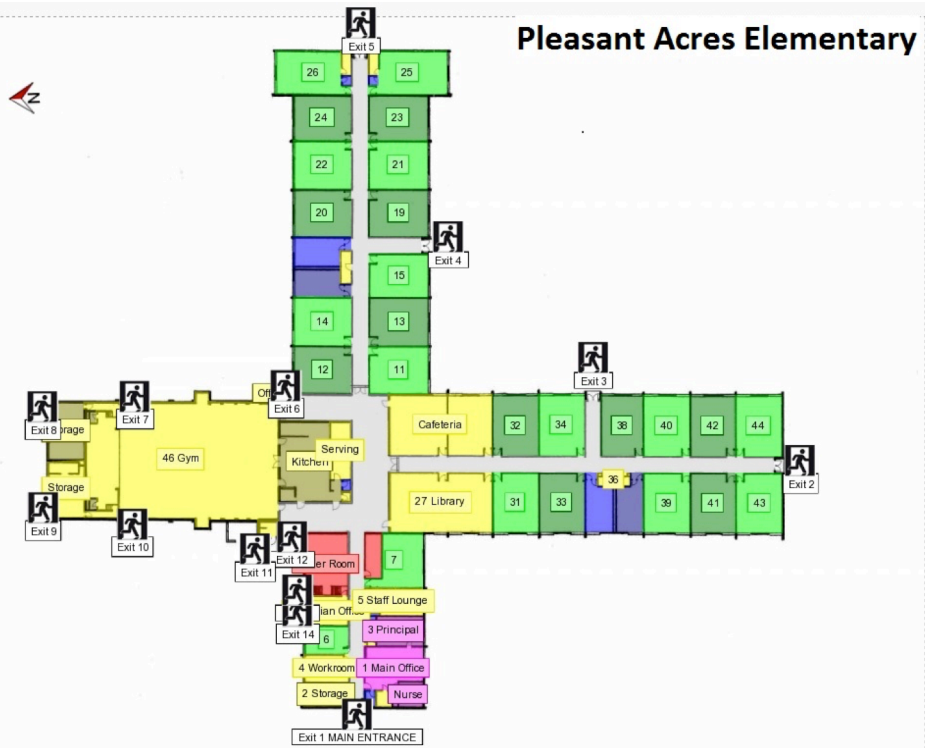 Pleasant Acres Elementary
Exit 5
26
25
N
24
23
22
21
20
19
Exit 4
15
14
13
12
11
Exit 3
Exit 6
Exit 7
Exit 8
Storage
46 Gym
Kitchen
Serving
Cafeteria
32
34
38
40
42
44
Exit 2
36
27 Library
31
33
39
41
43
Storage
Exit 9
Exit 10
Exit 11
Exit 12
Room
7
5 Staff Lounge
Exit 14
6
3 Principal
4 Workroom
1 Main Office
2 Storage
Nurse
Exit 1 MAIN ENTRANCE